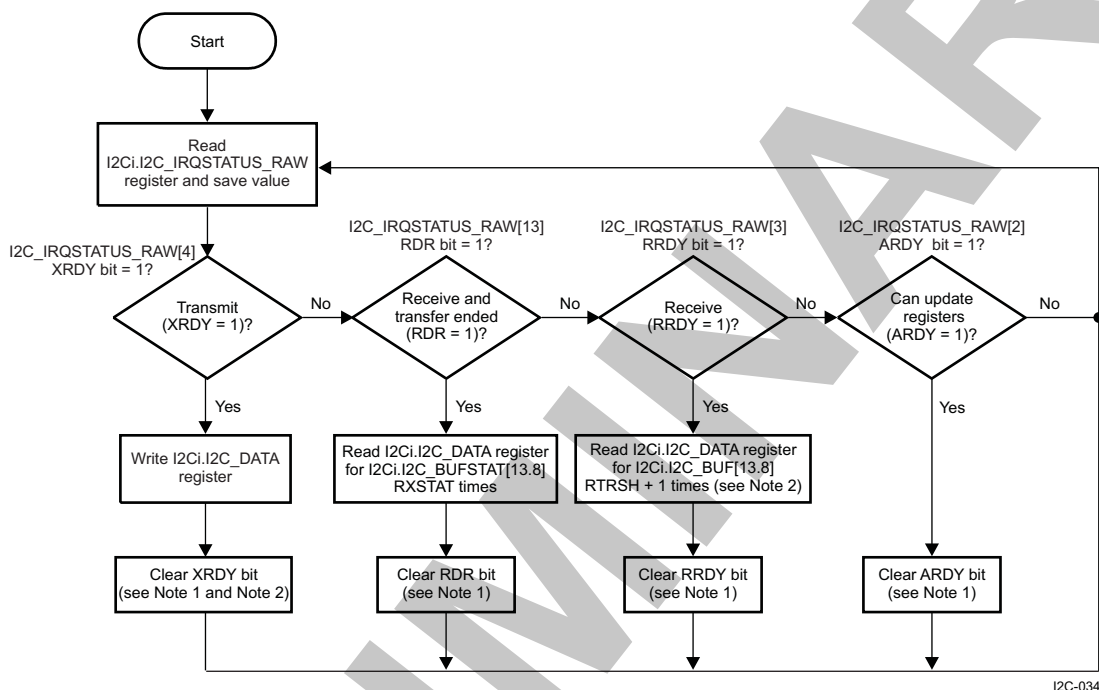 Start
Read
I2Ci.I2C_IRQSTATUS_RAW
register and save value
I2C_IRQSTATUS_RAW[4]
XRDY bit = 1?
I2C_IRQSTATUS_RAW[13]
RDR bit = 1?
I2C_IRQSTATUS_RAW[3]
RRDY bit = 1?
I2C_IRQSTATUS_RAW[2]
ARDY bit = 1?
Transmit
(XRDY = 1)?
No
Receive and
transfer ended
(RDR = 1)?
No
Receive
(RRDY = 1)?
No
Can update
registers
(ARDY = 1)?
No
Yes
Yes
Yes
Yes
Write I2Ci.I2C_DATA
register
Read I2Ci.I2C_DATA register
for I2Ci.I2C_BUFSTAT[13.8]
RXSTAT times
Read I2Ci.I2C_DATA register
for I2Ci.I2C_BUF[13.8]
RTRSH + 1 times (see Note 2)
Clear XRDY bit
(see Note 1 and Note 2)
Clear RDR bit
(see Note 1)
Clear RRDY bit
(see Note 1)
Clear ARDY bit
(see Note 1)
I2C-034